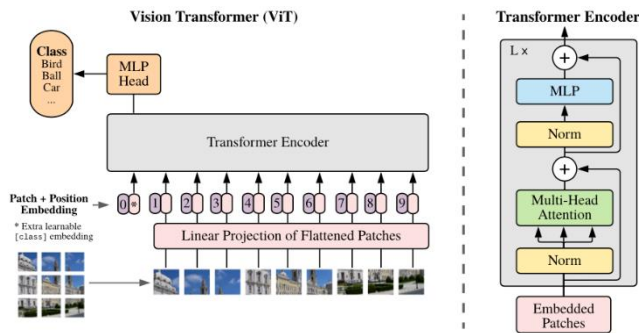 Vision Transformer (ViT)
Class
Bird
Ball
Car
...
MLP
Head
Transformer Encoder
Patch + Position
Embedding
0 * 1 2 3 4 5 6 7 8 9
* Extra learnable
[class] embedding
Linear Projection of Flattened Patches
Transformer Encoder
L x
+
MLP
Norm
+
Multi-Head
Attention
Norm
Embedded
Patches